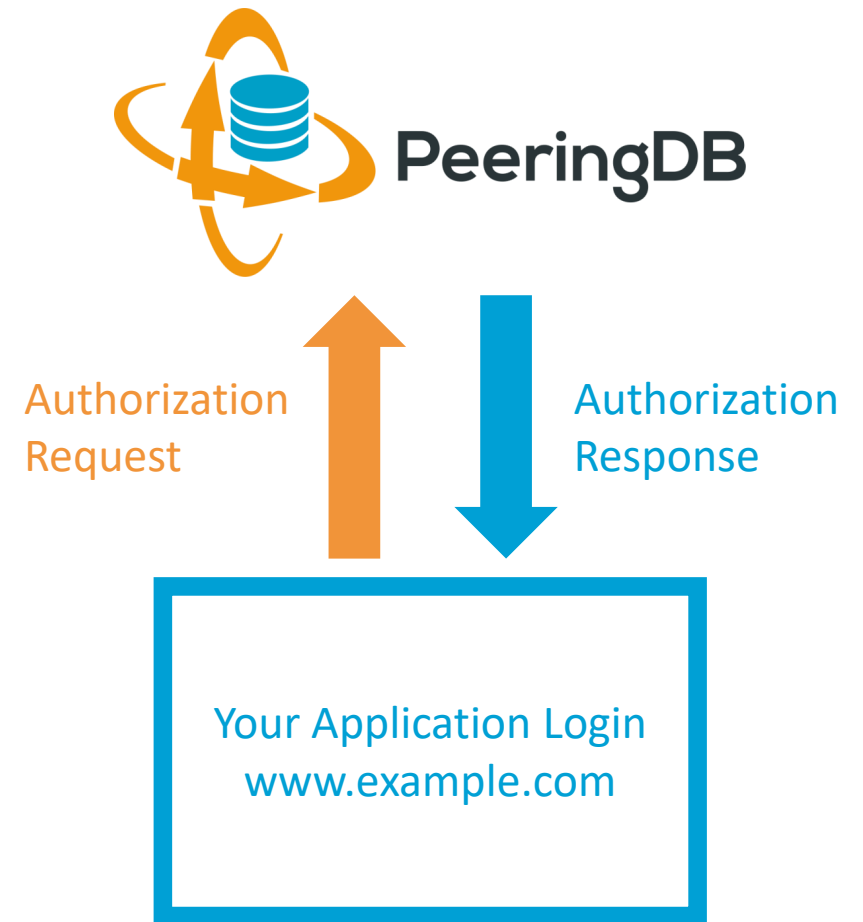 PeeringDB
Authorization
Request
Authorization
Response
Your Application Login
www.example.com